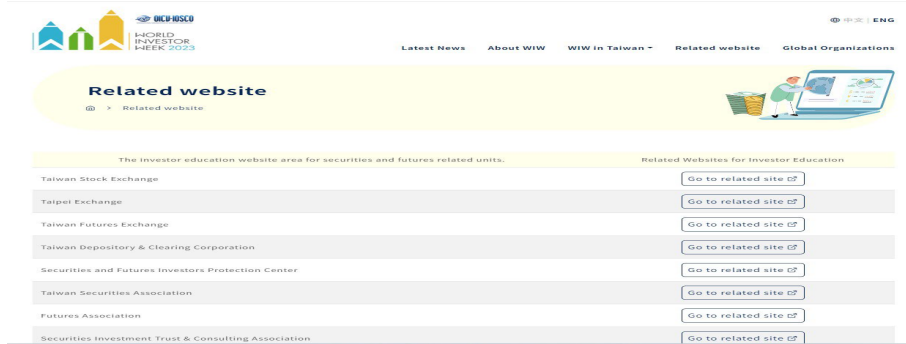 OICU-IOSCO
WORLD
INVESTOR
WEEK 2023
中文 | ENG
Latest News About WIW WIW in Taiwan Related website Global Organizations
Related website
> Related website
The investor education website area for securities and futures related units. Related Websites for Investor Education
Taiwan Stock Exchange Go to related site
Taipei Exchange Go to related site
Taiwan Futures Exchange Go to related site
Taiwan Depository & Clearing Corporation Go to related site
Securities and Futures Investors Protection Center Go to related site
Taiwan Securities Association Go to related site
Futures Association Go to related site
Securities Investment Trust & Consulting Association Go to related site